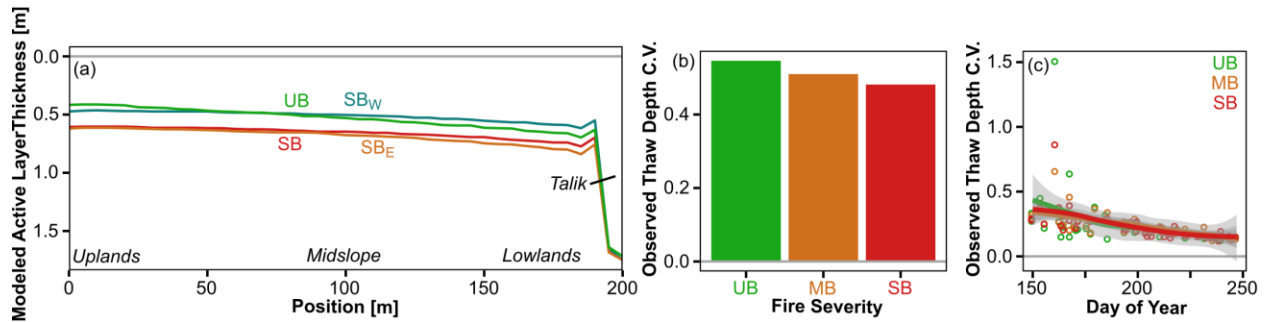 Modeled Active LayerThickness [m]
0.0
0.5
1.0
1.5
(a)
UB
SBW
SB
SBE
Talik
Uplands
Midslope
Lowlands
0
50
100
150
200
Position [m]
Observed Thaw Depth C.V.
0.4
0.2
0.0
(b)
UB
MB
SB
Fire Severity
Observed Thaw Depth C.V.
1.5
1.0
0.5
0.0
(c)
UB
MB
SB
150
200
250
Day of Year